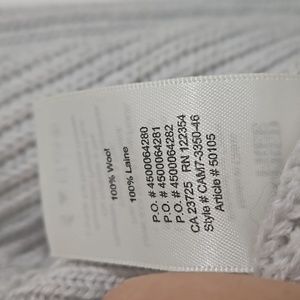 100% Wool
100% Laine
P.O. # 4500064280
P.O. # 4500064281
P.O. # 4500064282
CA 23725 RN 122354
Style # CAM7-3350-46
Article # 50105